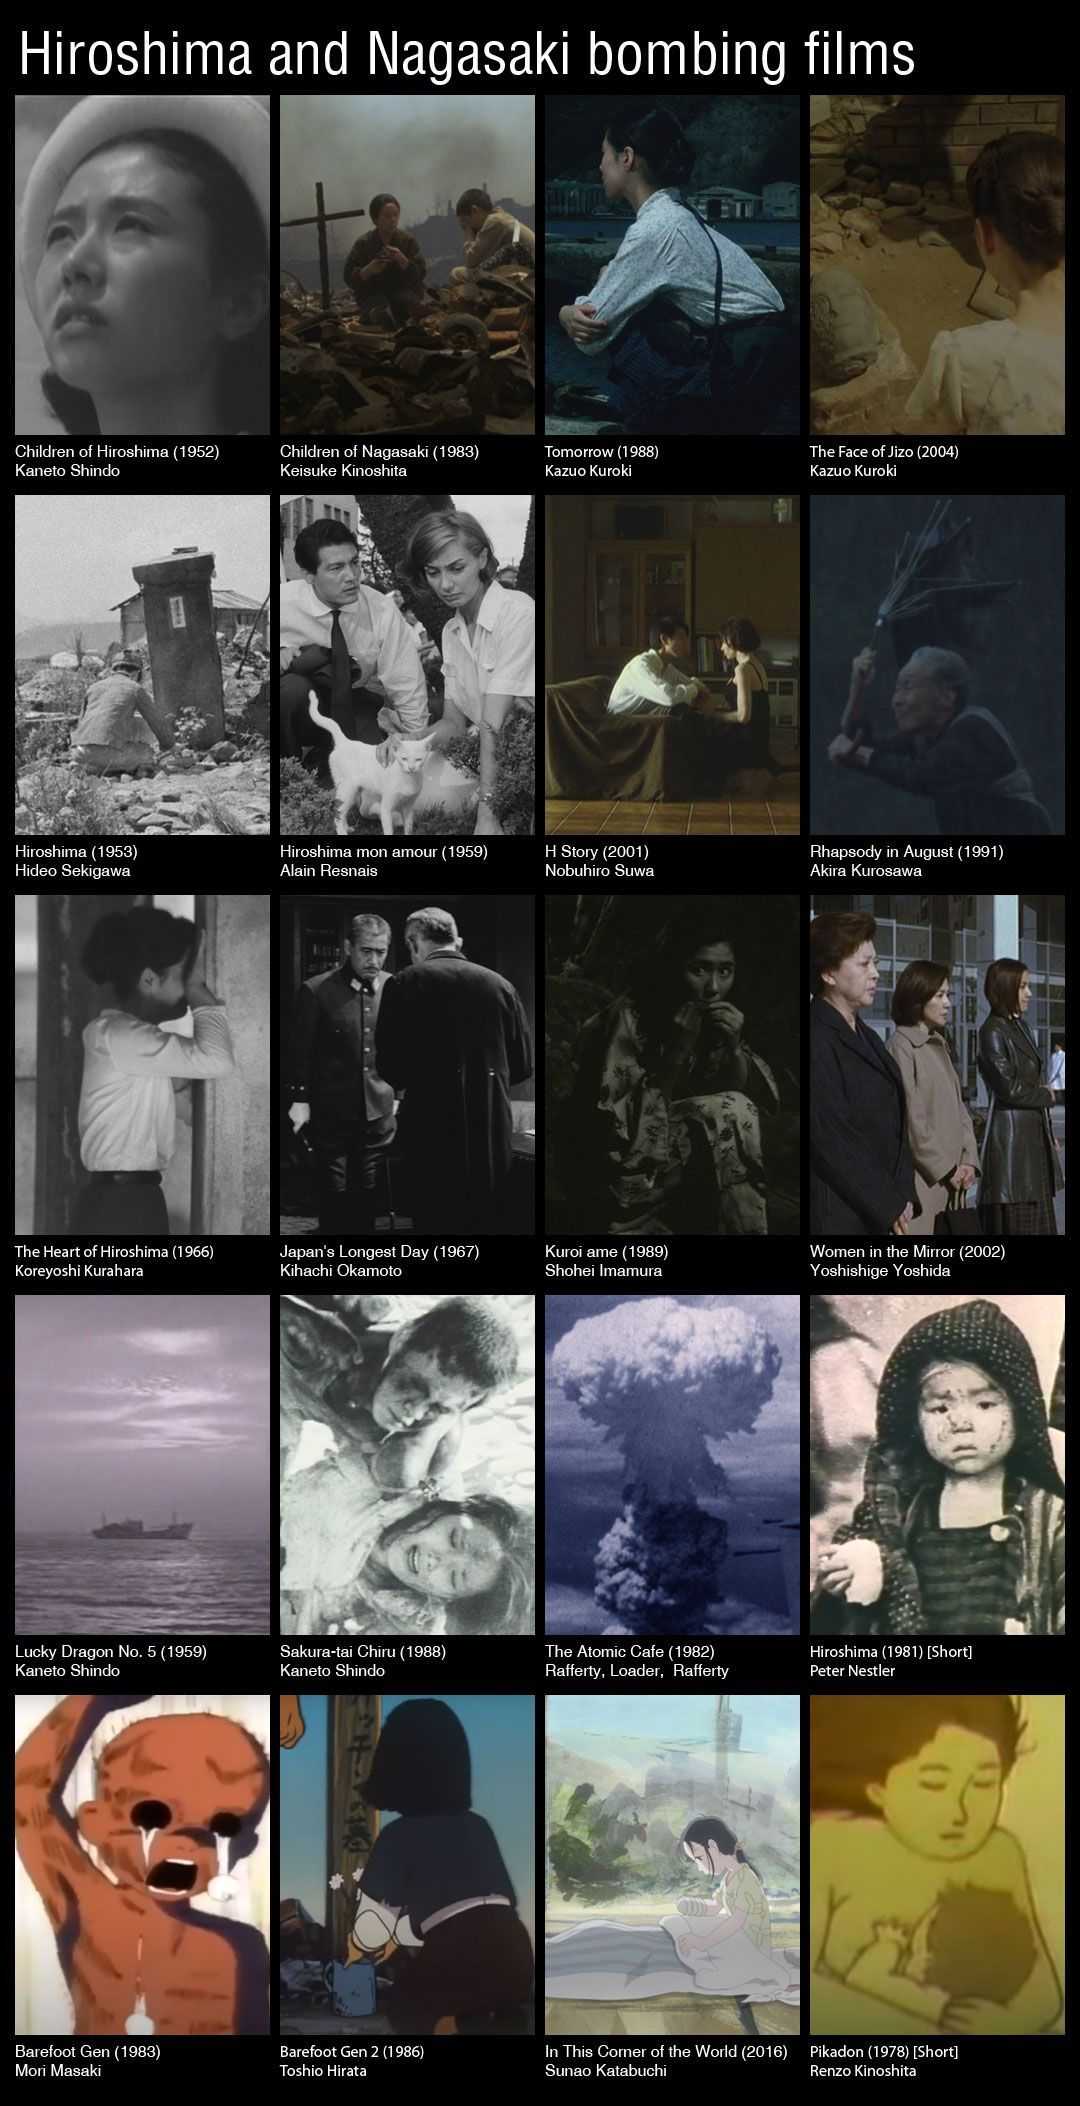 Hiroshima and Nagasaki bombing films
Children of Hiroshima (1952)
Kaneto Shindo
Children of Nagasaki (1983)
Keisuke Kinoshita
Tomorrow (1988)
Kazuo Kuroki
The Face of Jizo (2004)
Kazuo Kuroki
Hiroshima (1953)
Hideo Sekigawa
Hiroshima mon amour (1959)
Alain Resnais
H Story (2001)
Nobuhiro Suwa
Rhapsody in August (1991)
Akira Kurosawa
The Heart of Hiroshima (1966)
Koreyoshi Kurahara
Japan's Longest Day (1967)
Kihachi Okamoto
Kuroi ame (1989)
Shohei Imamura
Women in the Mirror (2002)
Yoshishige Yoshida
Lucky Dragon No. 5 (1959)
Kaneto Shindo
Sakura-tai Chiru (1988)
Kaneto Shindo
The Atomic Cafe (1982)
Rafferty, Loader,  Rafferty
Hiroshima (1981) [Short]
Peter Nestler
Barefoot Gen (1983)
Mori Masaki
Barefoot Gen 2 (1986)
Toshio Hirata
In This Corner of the World (2016)
Sunao Katabuchi
Pikadon (1978) [Short]
Renzo Kinoshita